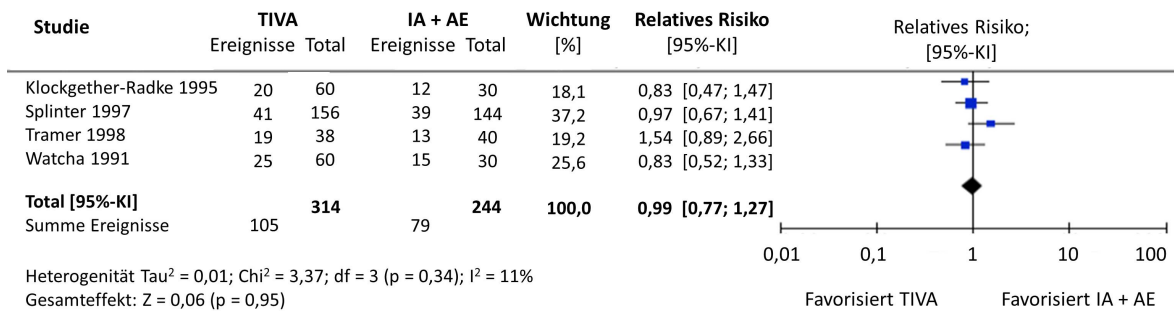 Studie TIVA IA + AE Wichtung Relatives Risiko Relatives Risiko;
Ereignisse Total Ereignisse Total [%] [95%-KI] [95%-KI]
Klockgether-Radke 1995 20 60 12 30 18,1 0,83 [0,47; 1,47]
Splinter 1997 41 156 39 144 37,2 0,97 [0,67; 1,41]
Tramer 1998 19 38 13 40 19,2 1,54 [0,89; 2,66]
Watcha 1991 25 60 15 30 25,6 0,83 [0,52; 1,33]
Total [95%-KI] 314 244 100,0 0,99 [0,77; 1,27]
Summe Ereignisse 105 79
0,01 0,1 1 10 100
Heterogenität Tau² = 0,01; Chi² = 3,37; df = 3 (p = 0,34); I² = 11%
Gesamteffekt: Z = 0,06 (p = 0,95)
Favorisiert TIVA Favorisiert IA + AE